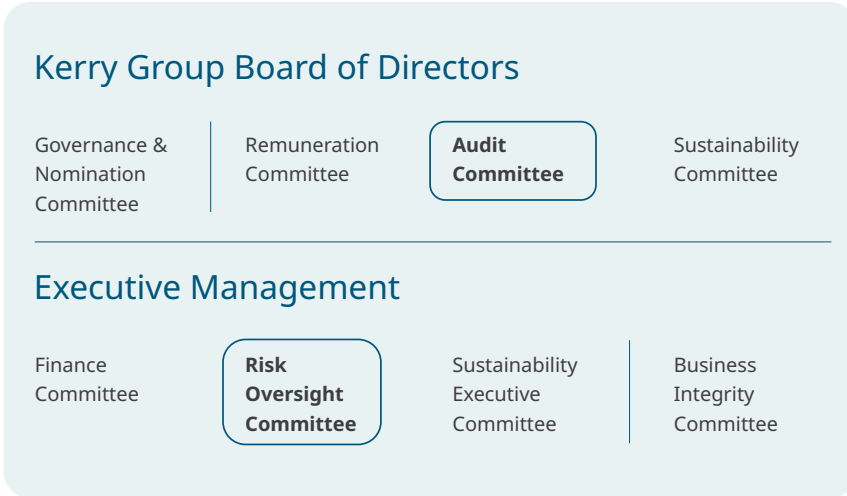 Kerry Group Board of Directors
Governance &
Nomination
Committee
Remuneration
Committee
Audit
Committee
Sustainability
Committee
Executive Management
Finance
Committee
Risk
Oversight
Committee
Sustainability
Executive
Committee
Business
Integrity
Committee